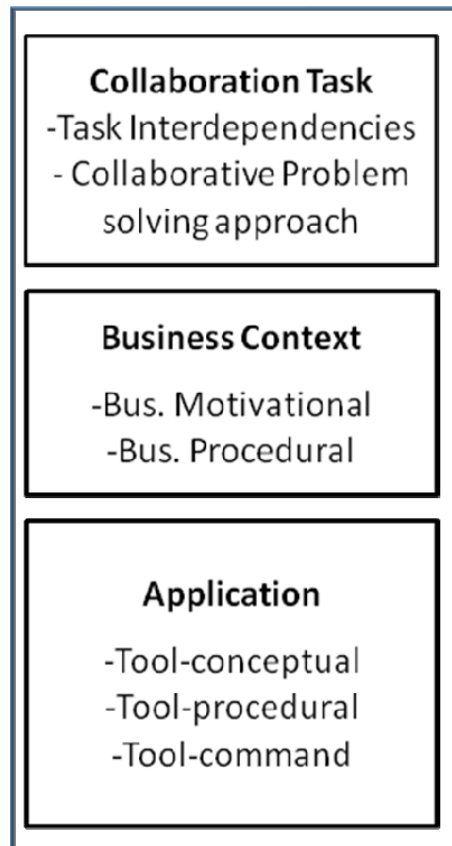 Collaboration Task
-Task Interdependencies
- Collaborative Problem
solving approach
Business Context
-Bus. Motivational
-Bus. Procedural
Application
-Tool-conceptual
-Tool-procedural
-Tool-command